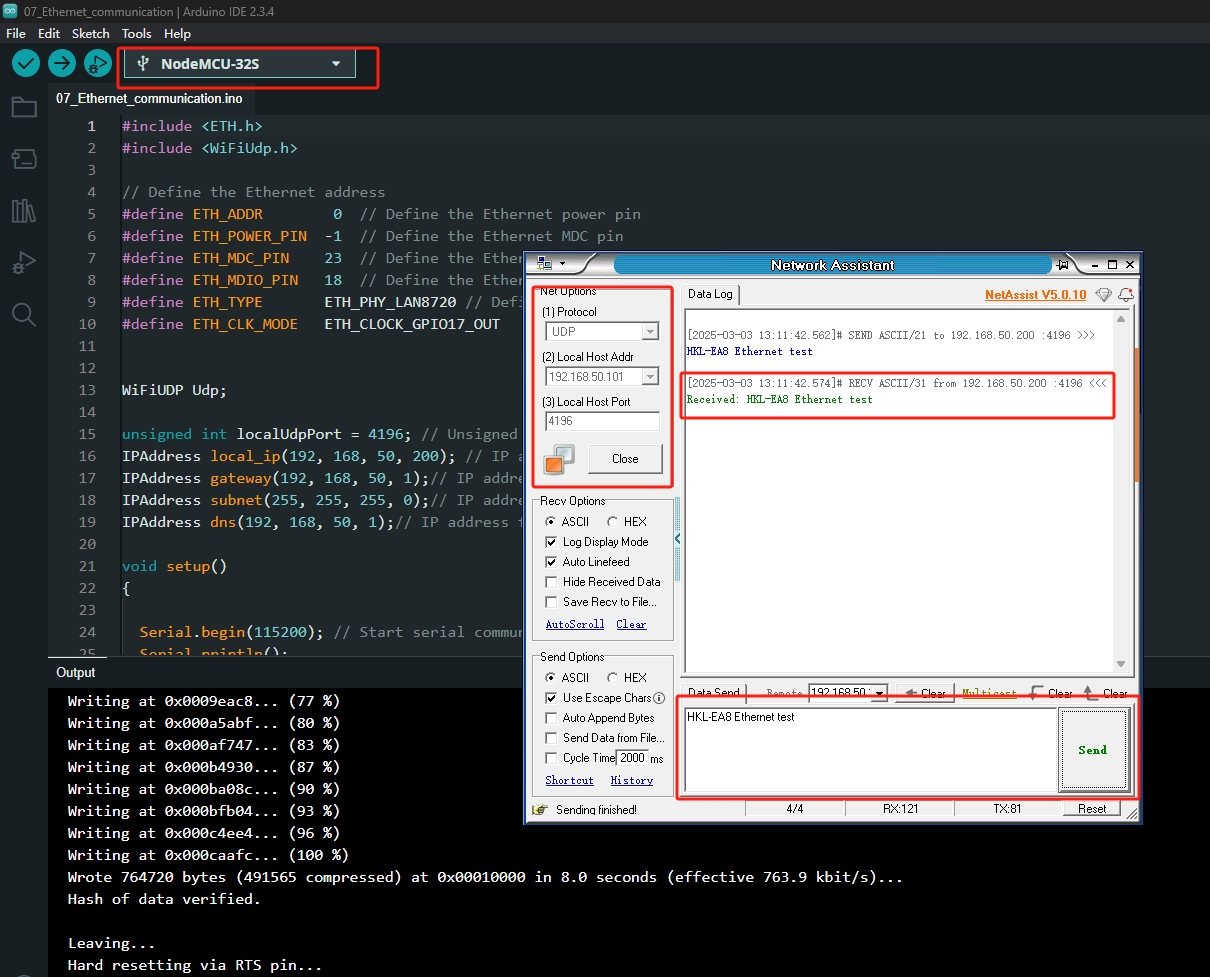 07_Ethernet_communication | Arduino IDE 2.3.4
File Edit Sketch Tools Help
NodeMCU-32S
07_Ethernet_communication.ino
1 #include <ETH.h>
2 #include <WiFiUdp.h>
3
4 // Define the Ethernet address
5 #define ETH_ADDR 0 // Define the Ethernet power pin
6 #define ETH_POWER_PIN -1 // Define the Ethernet MDC pin
7 #define ETH_MDC_PIN 23 // Define the Ether
8 #define ETH_MDIO_PIN 18 // Define the Ether
9 #define ETH_TYPE ETH_PHY_LAN8720 // Defi
10 #define ETH_CLK_MODE ETH_CLOCK_GPIO17_OUT
11
12
13 WiFiUDP Udp;
14
15 unsigned int localUdpPort = 4196; // Unsigned
16 IPAddress local_ip(192, 168, 50, 200); // IP a
17 IPAddress gateway(192, 168, 50, 1);// IP addre
18 IPAddress subnet(255, 255, 255, 0);// IP addre
19 IPAddress dns(192, 168, 50, 1);// IP address f
20
21 void setup()
22 {
23
24 Serial.begin(115200); // Start serial commun
25 Serial.println();
Output
Writing at 0x0009eac8... (77 %)
Writing at 0x000a5abf... (80 %)
Writing at 0x000af747... (83 %)
Writing at 0x000b4930... (87 %)
Writing at 0x000ba08c... (90 %)
Writing at 0x000bfb04... (93 %)
Writing at 0x000c4ee4... (96 %)
Writing at 0x000caafc... (100 %)
Wrote 764720 bytes (491565 compressed) at 0x00010000 in 8.0 seconds (effective 763.9 kbit/s)...
Hash of data verified.
Leaving...
Hard resetting via RTS pin...
Network Assistant
Net Options
(1) Protocol
UDP
(2) Local Host Addr
192.168.50.101
(3) Local Host Port
4196
Close
Recv Options
ASCII HEX
Log Display Mode
Auto Linefeed
Hide Received Data
Save Recv to File...
AutoScroll Clear
Send Options
ASCII HEX
Use Escape Chars
Auto Append Bytes
Send Data from File...
Cycle Time 2000 ms
Shortcut History
Data Log
NetAssist V5.0.10
[2025-03-03 13:11:42.562]# SEND ASCII/21 to 192.168.50.200 :4196 >>>
HKL-EA8 Ethernet test
[2025-03-03 13:11:42.574]# RECV ASCII/31 from 192.168.50.200 :4196 <<<
Received: HKL-EA8 Ethernet test
Data Send Remote 192.168.50. Clear Multicast Clear Clear
HKL-EA8 Ethernet test
Send
Sending finished! 4/4 RX:121 TX:81 Reset